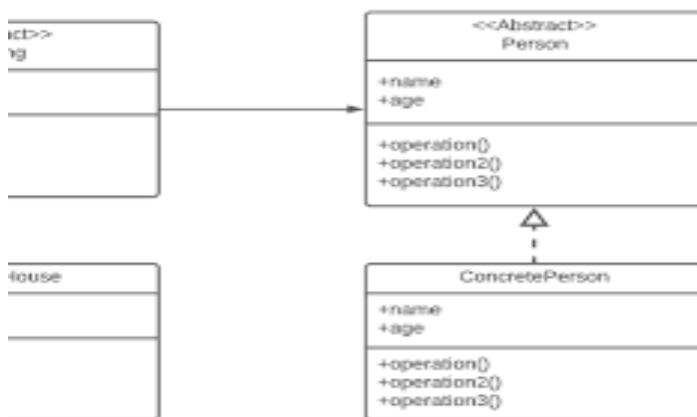 act>>
ng
<<Abstract>>
Person
+name
+age
+operation()
+operation2()
+operation3()
House
ConcretePerson
+name
+age
+operation()
+operation2()
+operation3()